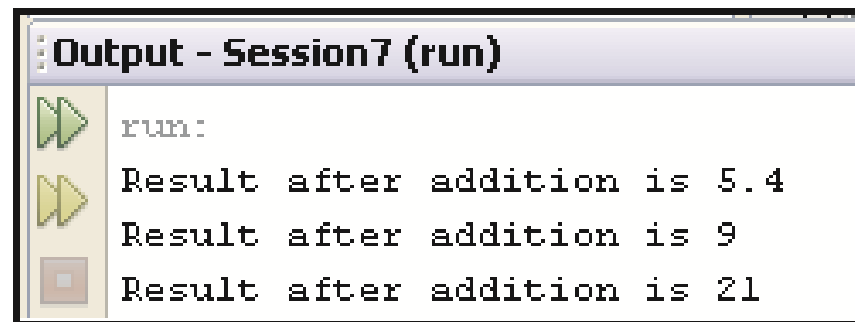 Output - Session7 (run)
run:
Result after addition is 5.4
Result after addition is 9
Result after addition is 21